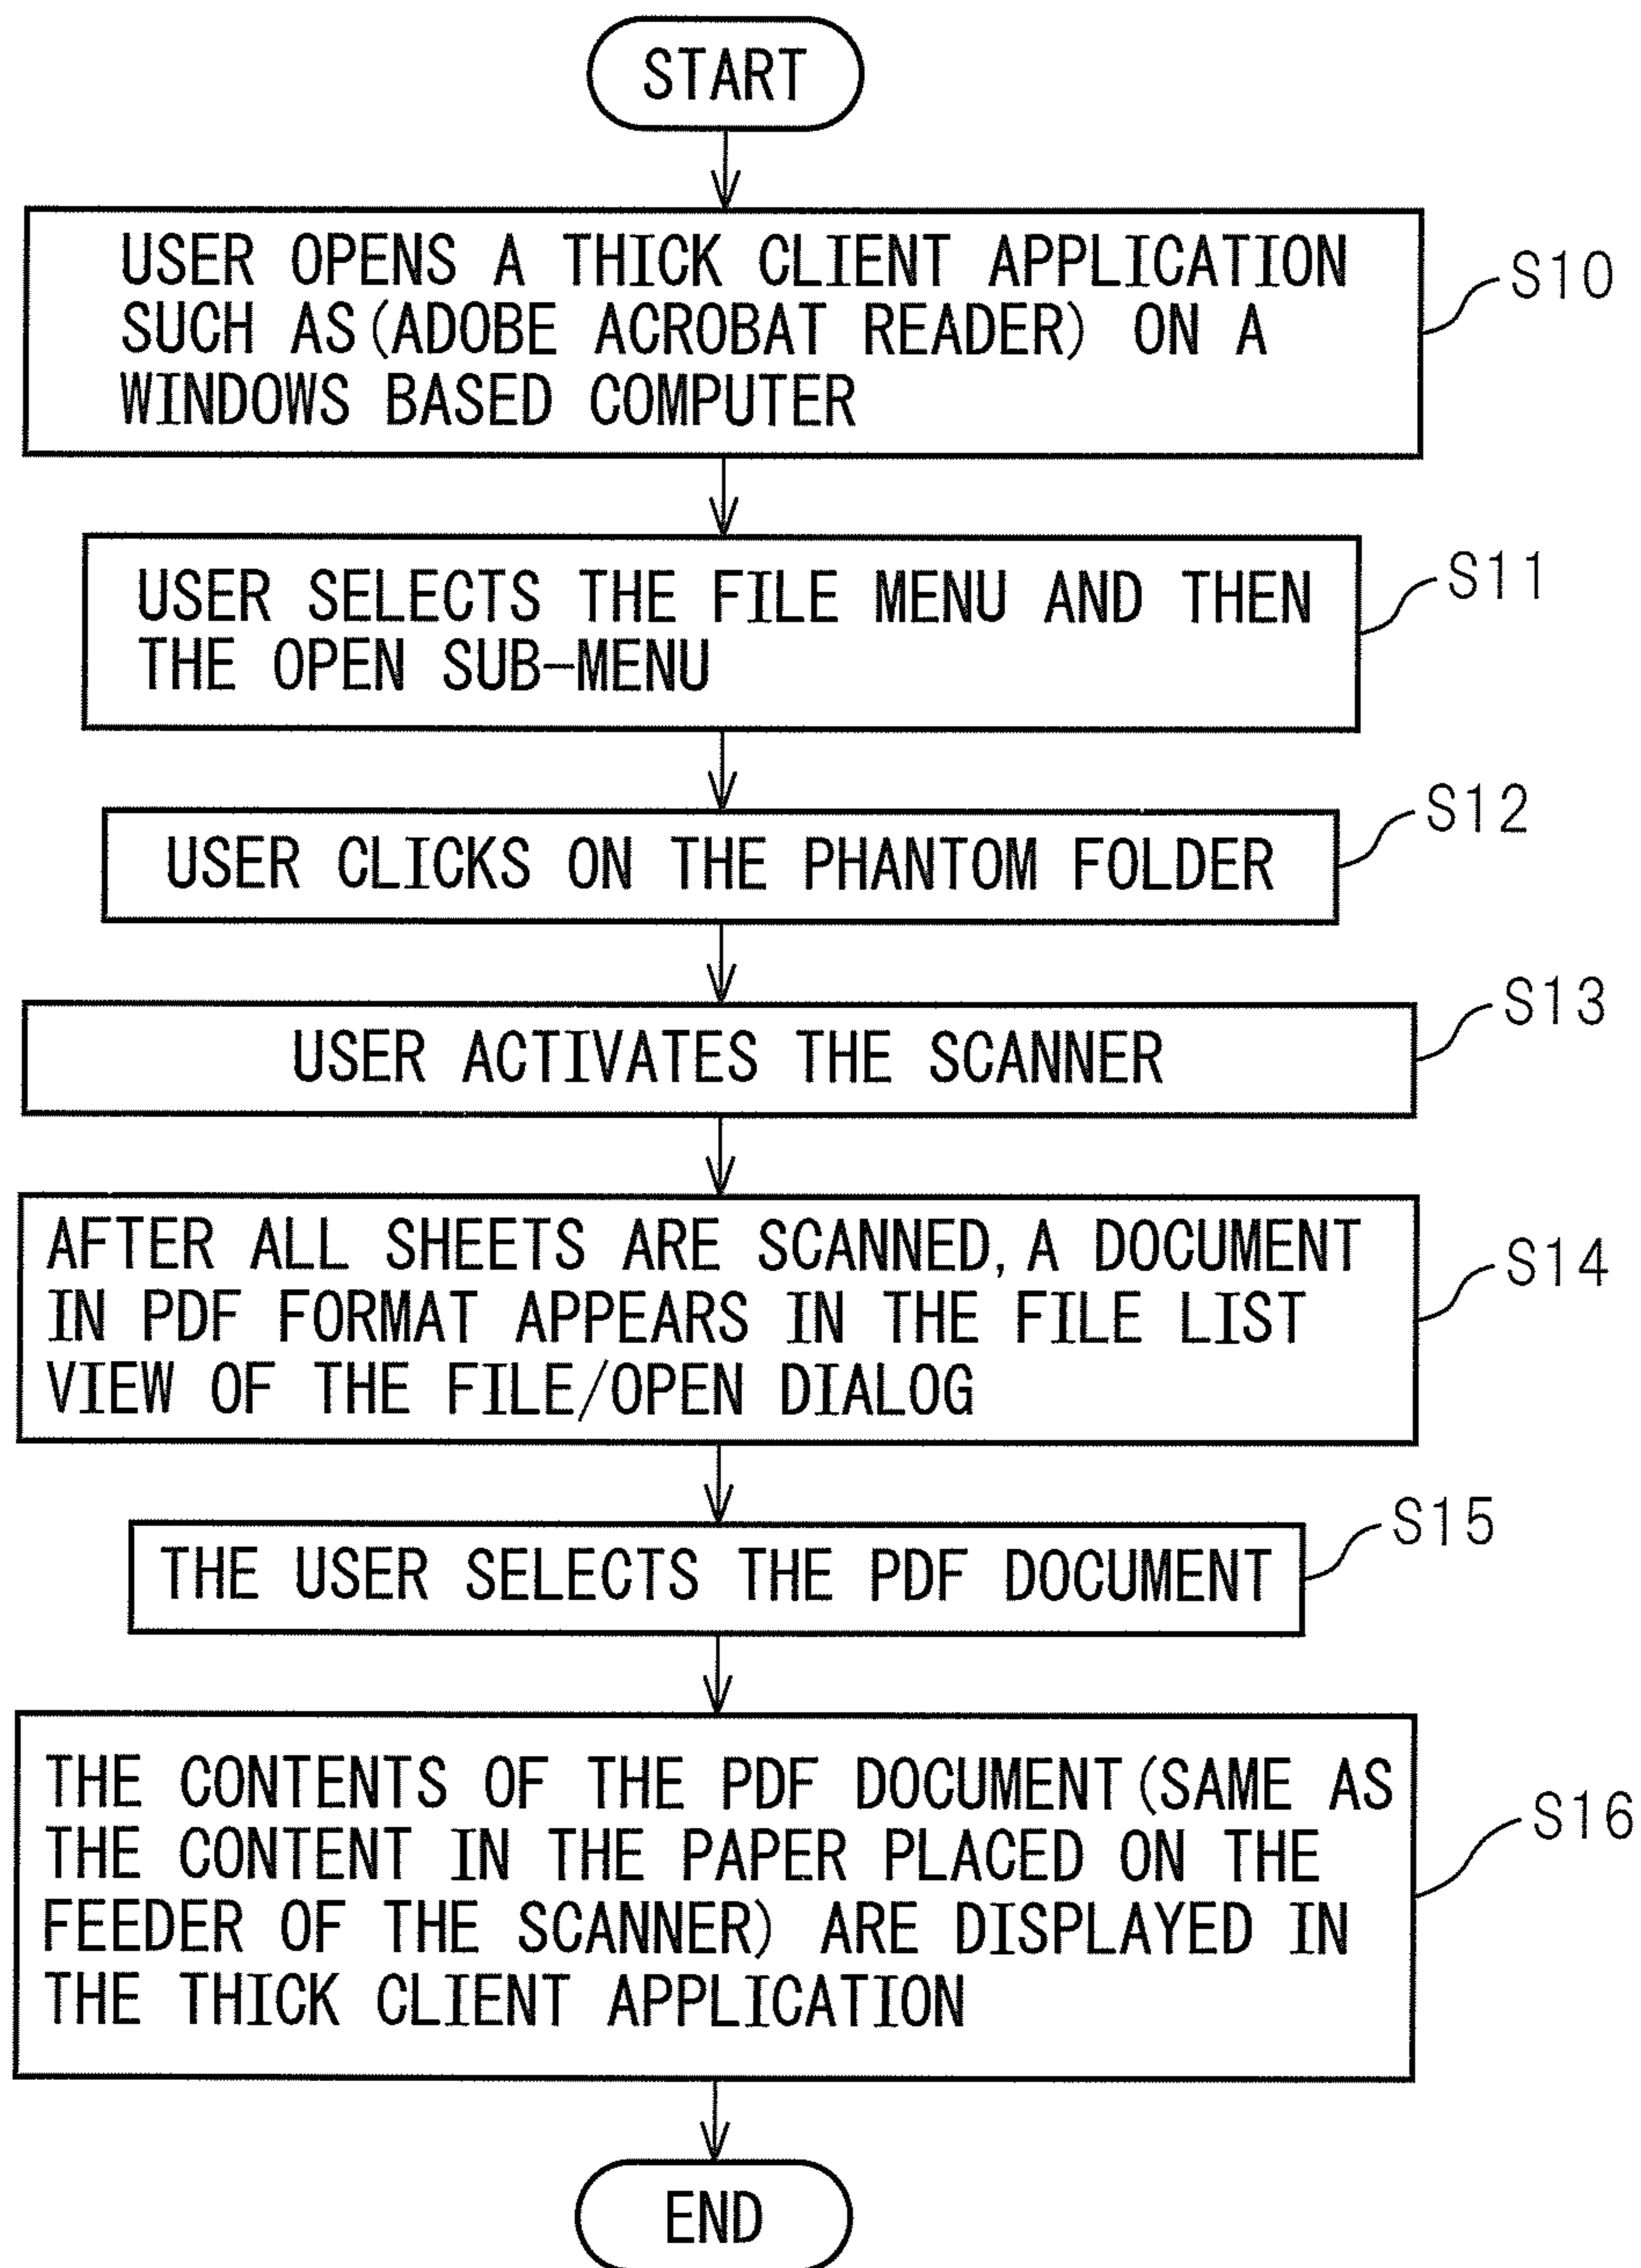 START
USER OPENS A THICK CLIENT APPLICATION
SUCH AS(ADOBE ACROBAT READER) ON A
WINDOWS BASED COMPUTER
S10
USER SELECTS THE FILE MENU AND THEN
THE OPEN SUB-MENU
S11
USER CLICKS ON THE PHANTOM FOLDER
S12
USER ACTIVATES THE SCANNER
S13
AFTER ALL SHEETS ARE SCANNED, A DOCUMENT
IN PDF FORMAT APPEARS IN THE FILE LIST
VIEW OF THE FILE/OPEN DIALOG
S14
THE USER SELECTS THE PDF DOCUMENT
S15
THE CONTENTS OF THE PDF DOCUMENT(SAME AS
THE CONTENT IN THE PAPER PLACED ON THE
FEEDER OF THE SCANNER) ARE DISPLAYED IN
THE THICK CLIENT APPLICATION
S16
END